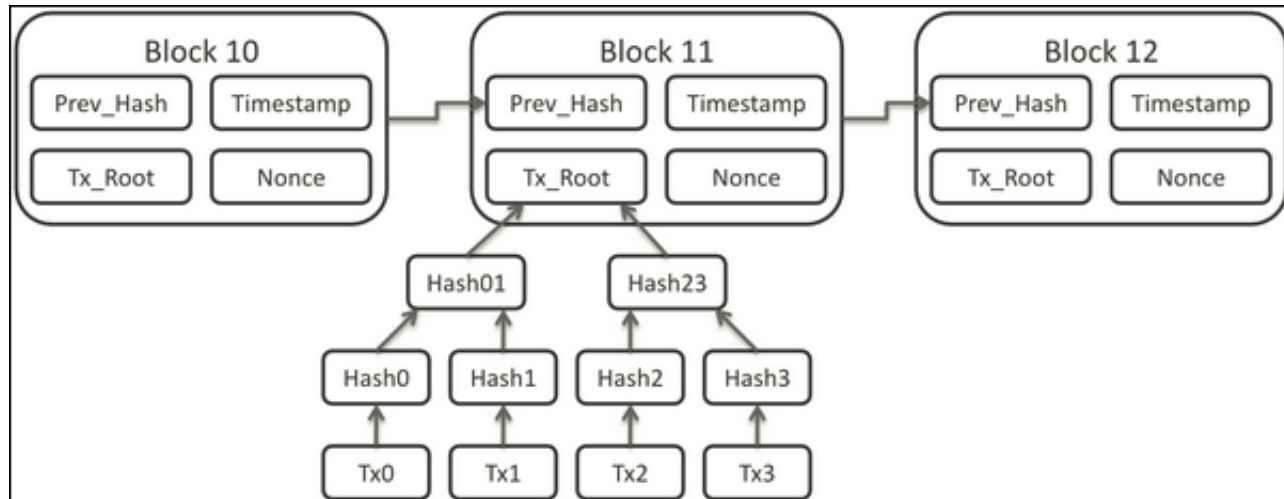 Block 10 Block 11 Block 12
Prev_Hash Timestamp Prev_Hash Timestamp Prev_Hash Timestamp
Tx_Root Nonce Tx_Root Nonce Tx_Root Nonce
Hash01 Hash23
Hash0 Hash1 Hash2 Hash3
Tx0 Tx1 Tx2 Tx3